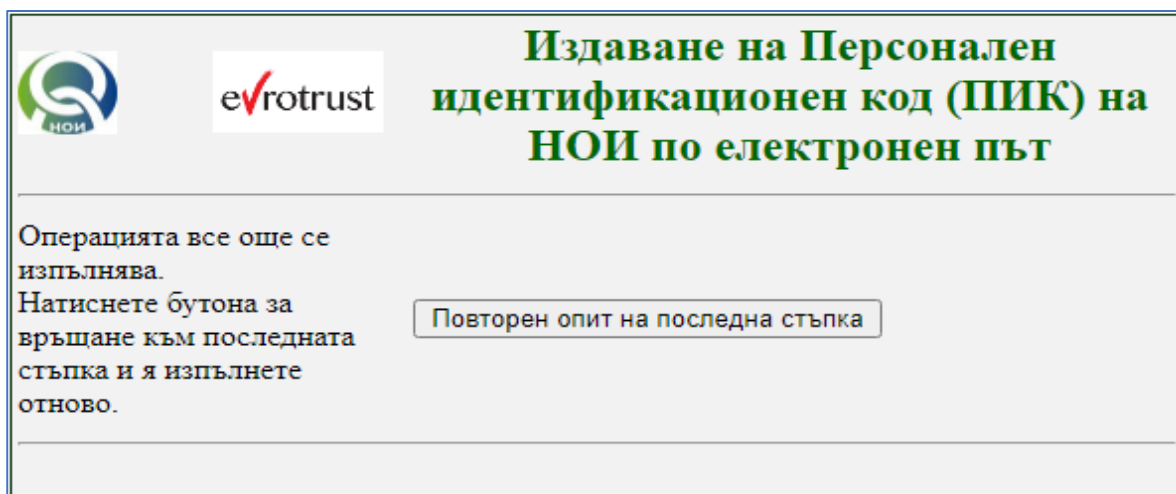 НОИ
evrotrust
Издаване на Персонален
идентификационен код (ПИК) на
НОИ по електронен път
Операцията все още се
изпълнява.
Натиснете бутона за
връщане към последната
стъпка и я изпълнете
отново.
Повторен опит на последна стъпка